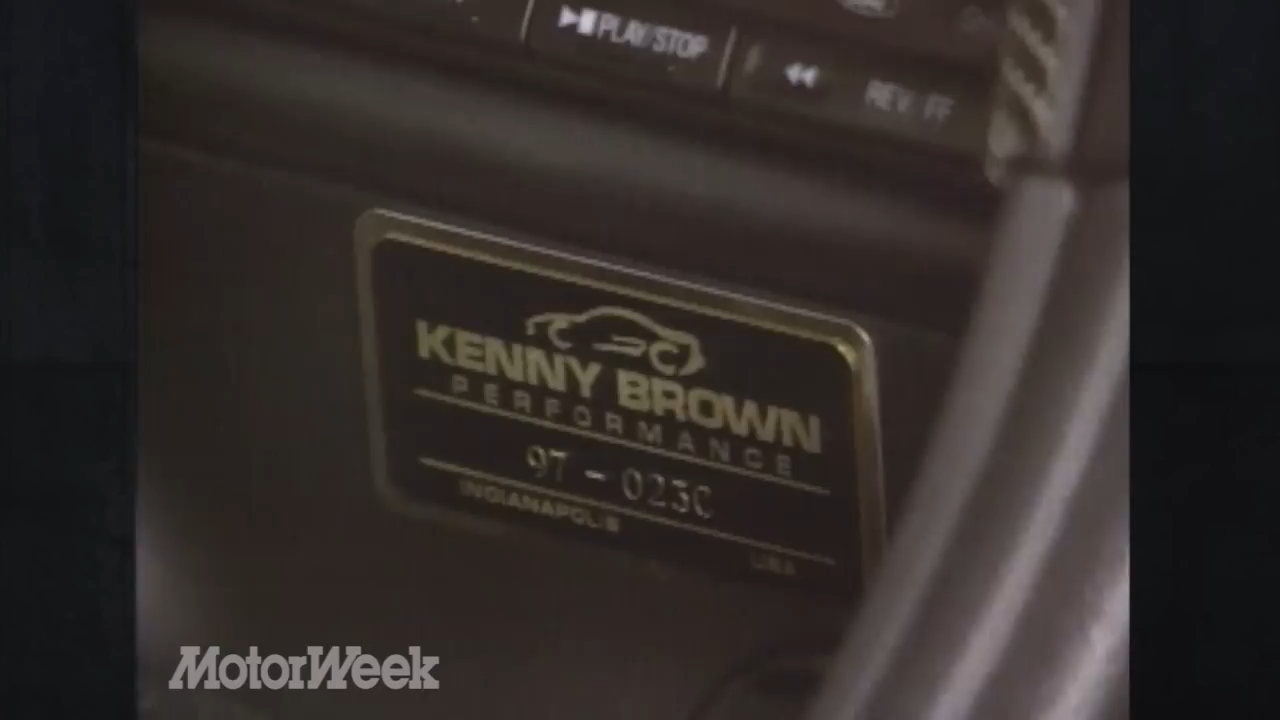 PLAY/STOP
REV FF
KENNY BROWN
PERFORMANCE
97 - 023C
INDIANAPOLIS
USA
MotorWeek